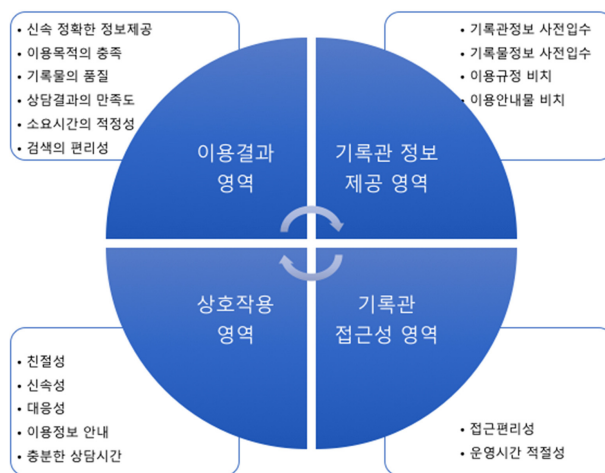 • 신속 정확한 정보제공
• 이용목적의 충족
• 기록물의 품질
• 상담결과의 만족도
• 소요시간의 적정성
• 검색의 편리성
이용결과
영역
• 기록관정보 사전입수
• 기록물정보 사전입수
• 이용규정 비치
• 이용안내물 비치
기록관 정보
제공 영역
상호작용
영역
• 친절성
• 신속성
• 대응성
• 이용정보 안내
• 충분한 상담시간
기록관
접근성 영역
• 접근편리성
• 운영시간 적절성